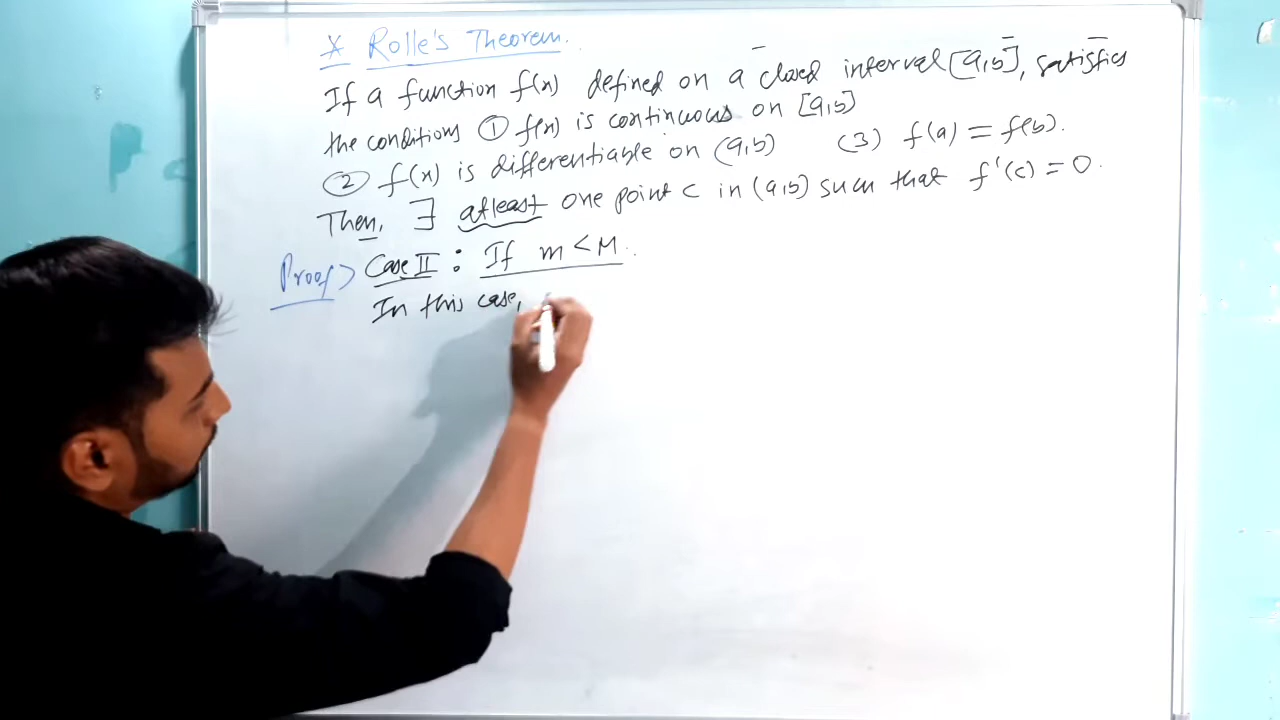 * Rolle's Theorem.
If a function f(x) defined on a closed interval [a,b], satisfies
the conditions ① f(x) is continuous on [a,b]
② f(x) is differentiable on (a,b) (3) f(a) = f(b).
Then, ∃ atleast one point c in (a,b) such that f'(c) = 0.
Proof> Case II : If m < M.
In this case,